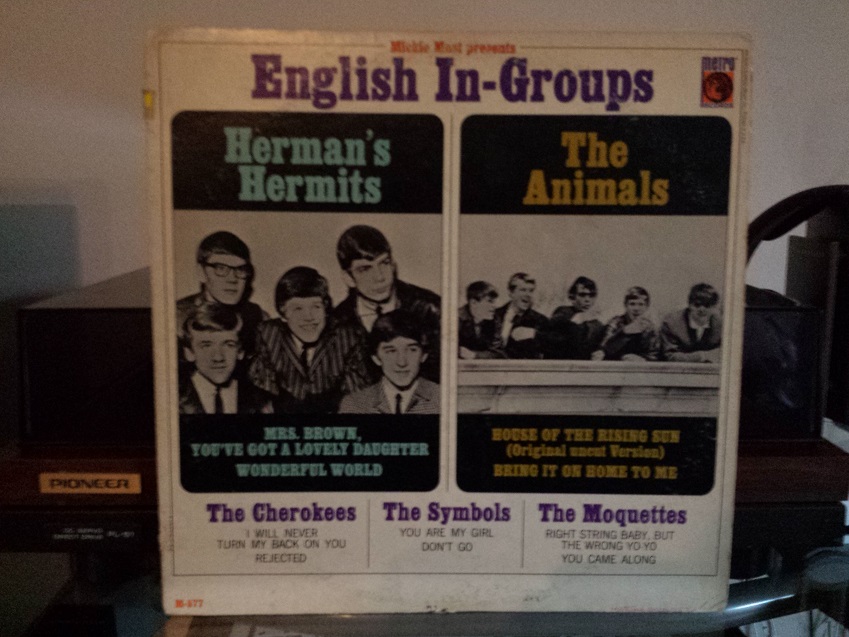 Mickie Most presents
English In-Groups
metro
RECORDS
Herman's
Hermits
The
Animals
MRS. BROWN,
YOU'VE GOT A LOVELY DAUGHTER
WONDERFUL WORLD
HOUSE OF THE RISING SUN
(Original uncut Version)
BRING IT ON HOME TO ME
The Cherokees
I WILL NEVER
TURN MY BACK ON YOU
REJECTED
The Symbols
YOU ARE MY GIRL
DON'T GO
The Moquettes
RIGHT STRING BABY, BUT
THE WRONG YO-YO
YOU CAME ALONG
M-577
PIONEER